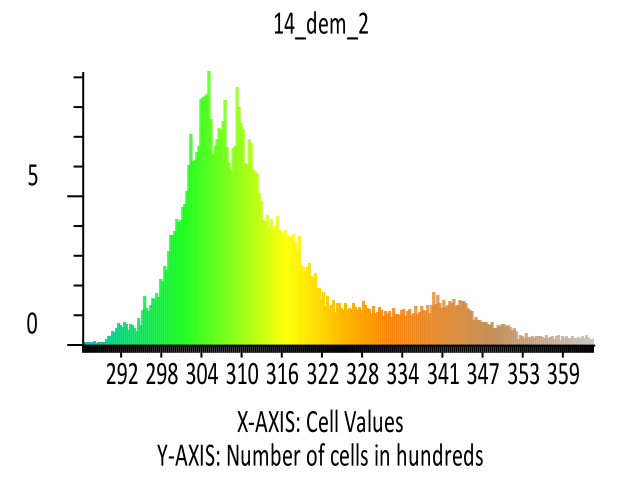 14_dem_2
5
0
292 298 304 310 316 322 328 334 341 347 353 359
X-AXIS: Cell Values
Y-AXIS: Number of cells in hundreds